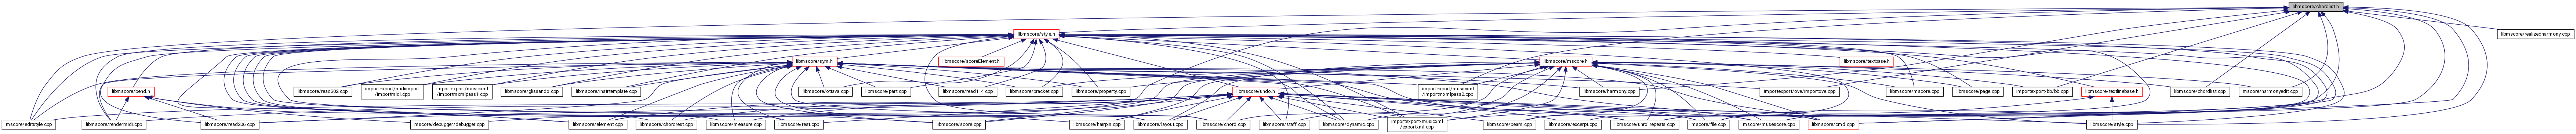 libmscore/chordlist.h
libmscore/style.h
libmscore/realizedharmony.cpp
libmscore/sym.h
libmscore/scoreElement.h
libmscore/mscore.h
libmscore/textbase.h
libmscore/bend.h
libmscore/read302.cpp
importexport/midiimport
/importmidi.cpp
importexport/musicxml
/importmxmlpass1.cpp
libmscore/glissando.cpp
libmscore/mslrtemplate.cpp
libmscore/ottava.cpp
libmscore/part.cpp
libmscore/read114.cpp
libmscore/bracket.cpp
libmscore/property.cpp
libmscore/undo.h
importexport/musicxml
/importmxmlpass2.cpp
libmscore/harmony.cpp
importexport/ove/importove.cpp
libmscore/mscore.cpp
libmscore/page.cpp
importexport/bb/bb.cpp
libmscore/textlinebase.h
libmscore/chordlist.cpp
mscore/harmonyedit.cpp
mscore/editstyle.cpp
libmscore/rendermidi.cpp
libmscore/read206.cpp
mscore/debugger/debugger.cpp
libmscore/element.cpp
libmscore/chordrest.cpp
libmscore/measure.cpp
libmscore/rest.cpp
libmscore/score.cpp
libmscore/hairpin.cpp
libmscore/layout.cpp
libmscore/chord.cpp
libmscore/staff.cpp
libmscore/dynamic.cpp
importexport/musicxml
/exportxml.cpp
libmscore/beam.cpp
libmscore/excerpt.cpp
libmscore/unrollrepeats.cpp
mscore/file.cpp
mscore/musescore.cpp
libmscore/cmd.cpp
libmscore/style.cpp